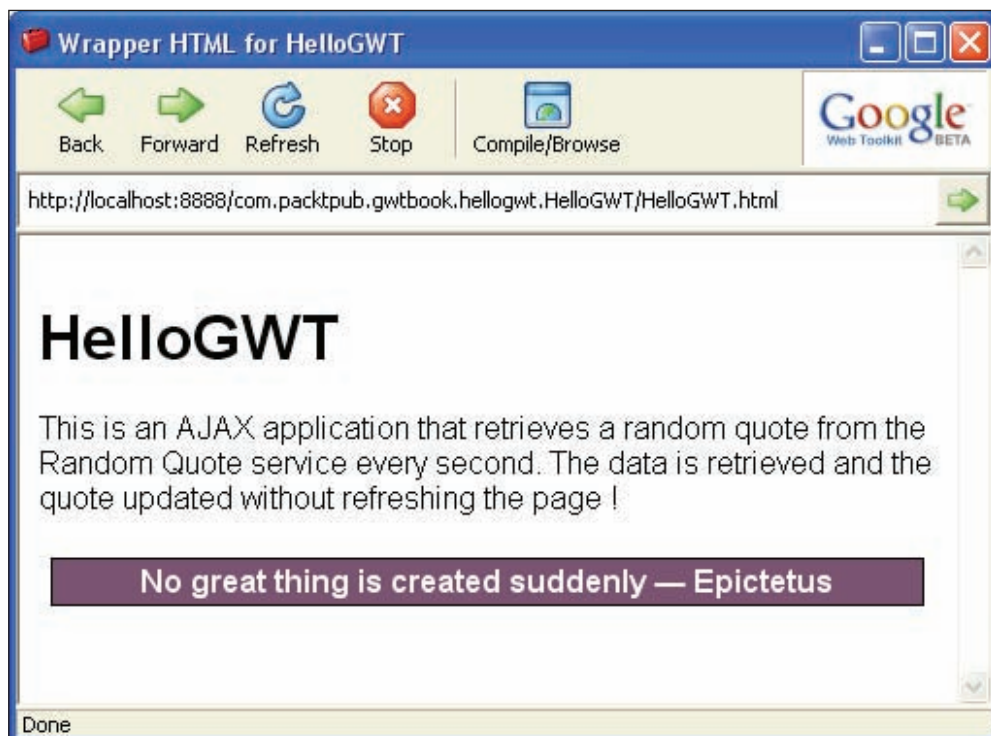 Wrapper HTML for HelloGWT
Back Forward Refresh Stop Compile/Browse
Google
Web Toolkit BETA
http://localhost:8888/com.packtpub.gwtbook.hellogwt.HelloGWT/HelloGWT.html
HelloGWT
This is an AJAX application that retrieves a random quote from the
Random Quote service every second. The data is retrieved and the
quote updated without refreshing the page !
No great thing is created suddenly — Epictetus
Done